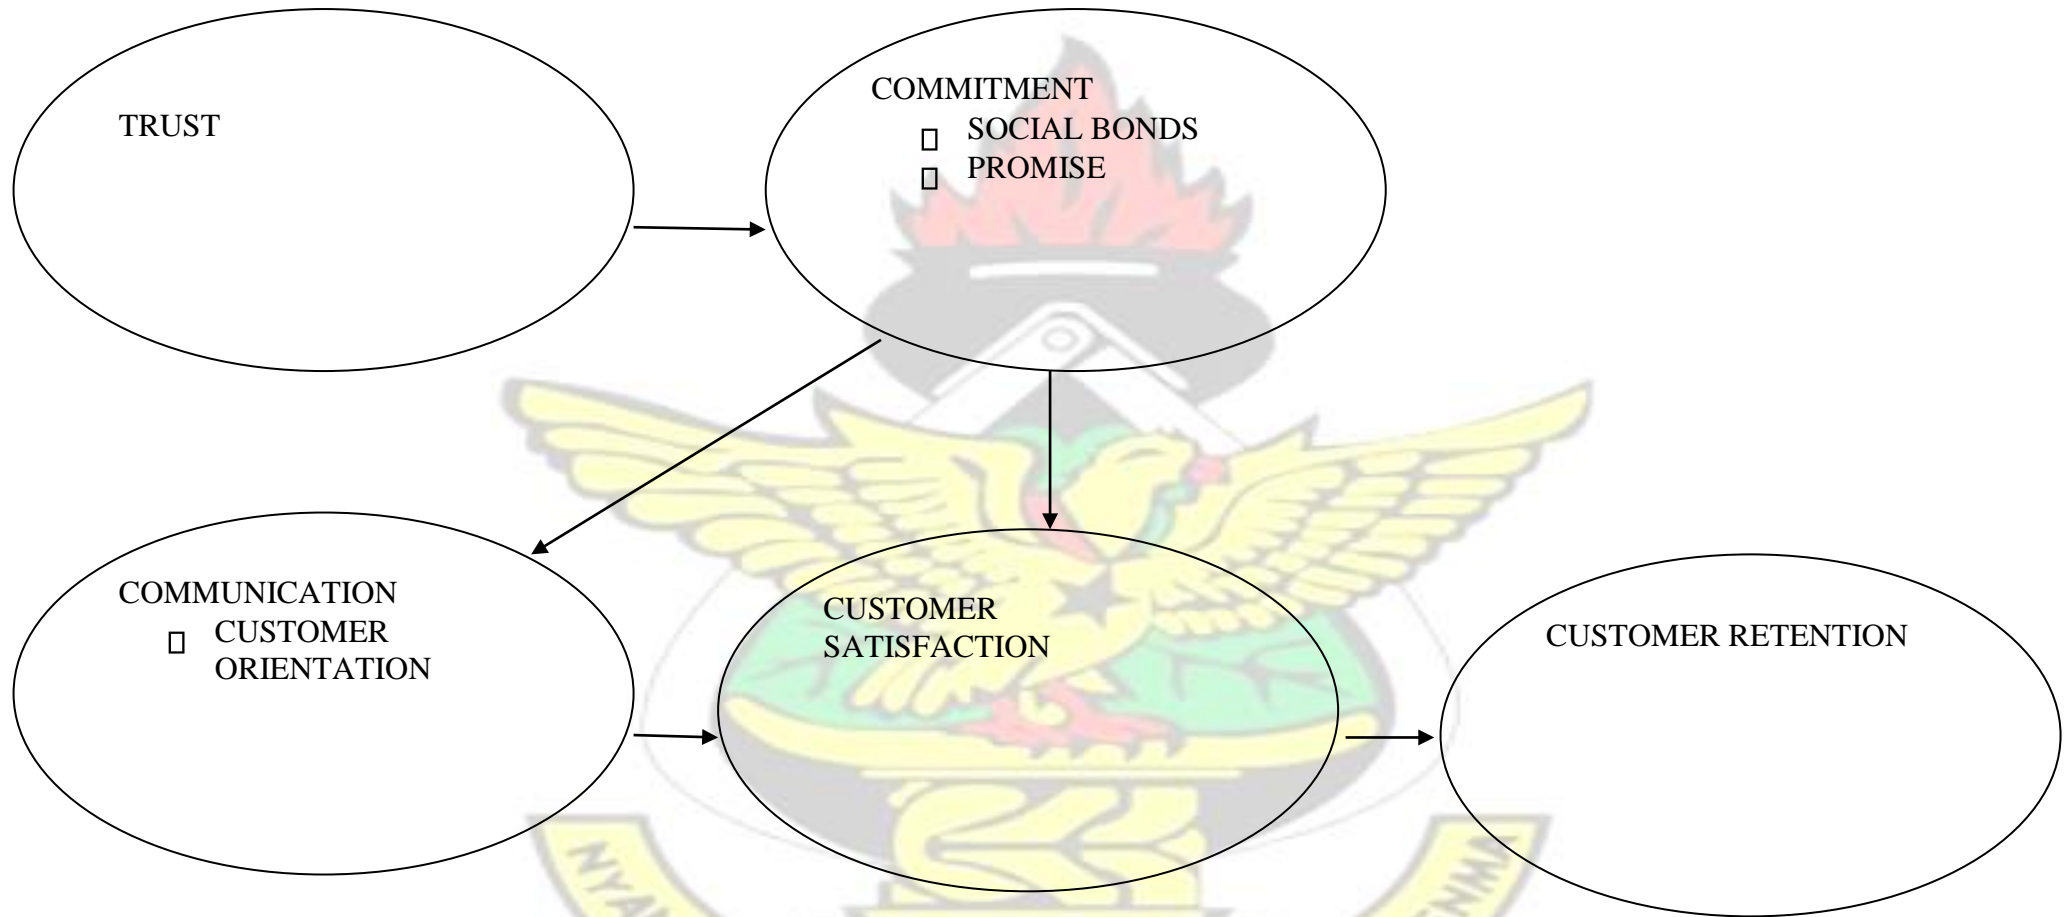 TRUST
COMMITMENT
SOCIAL BONDS
PROMISE
COMMUNICATION
CUSTOMER
ORIENTATION
CUSTOMER
SATISFACTION
CUSTOMER RETENTION